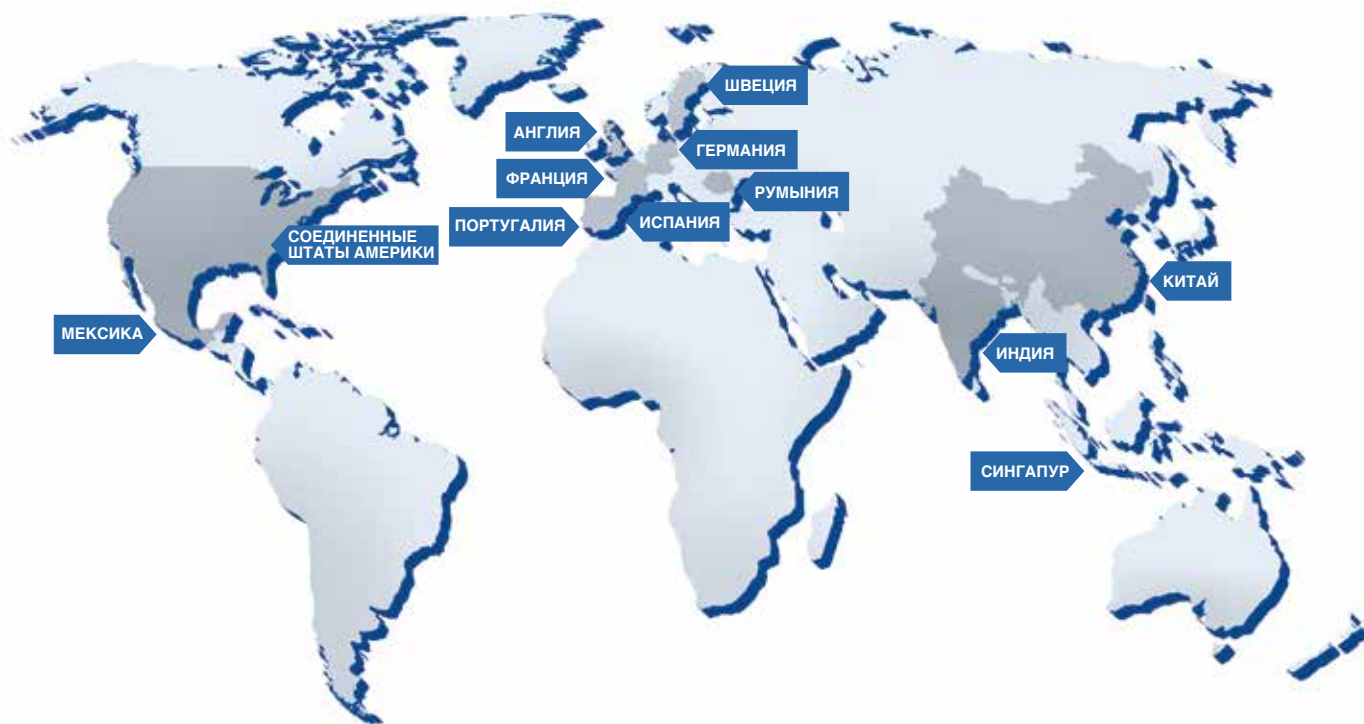 ШВЕЦИЯ
АНГЛИЯ
ГЕРМАНИЯ
ФРАНЦИЯ
РУМЫНИЯ
ПОРТУГАЛИЯ
ИСПАНИЯ
СОЕДИНЕННЫЕ
ШТАТЫ АМЕРИКИ
КИТАЙ
МЕКСИКА
ИНДИЯ
СИНГАПУР